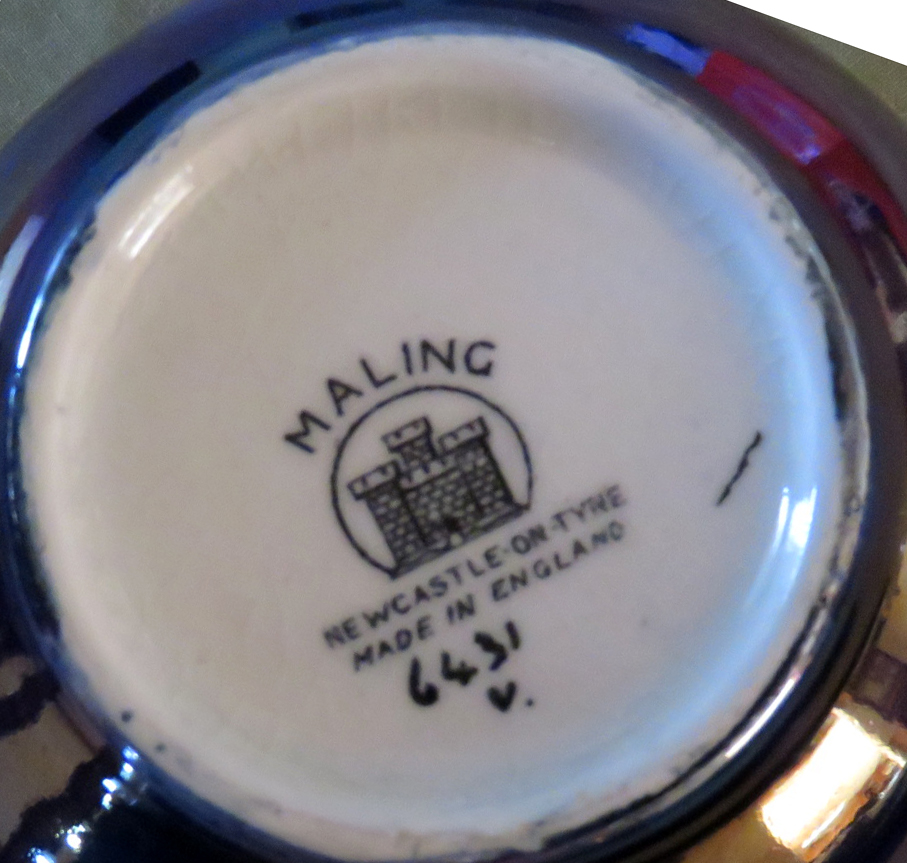 MALING
NEWCASTLE-ON-TYNE
MADE IN ENGLAND
6431
V.